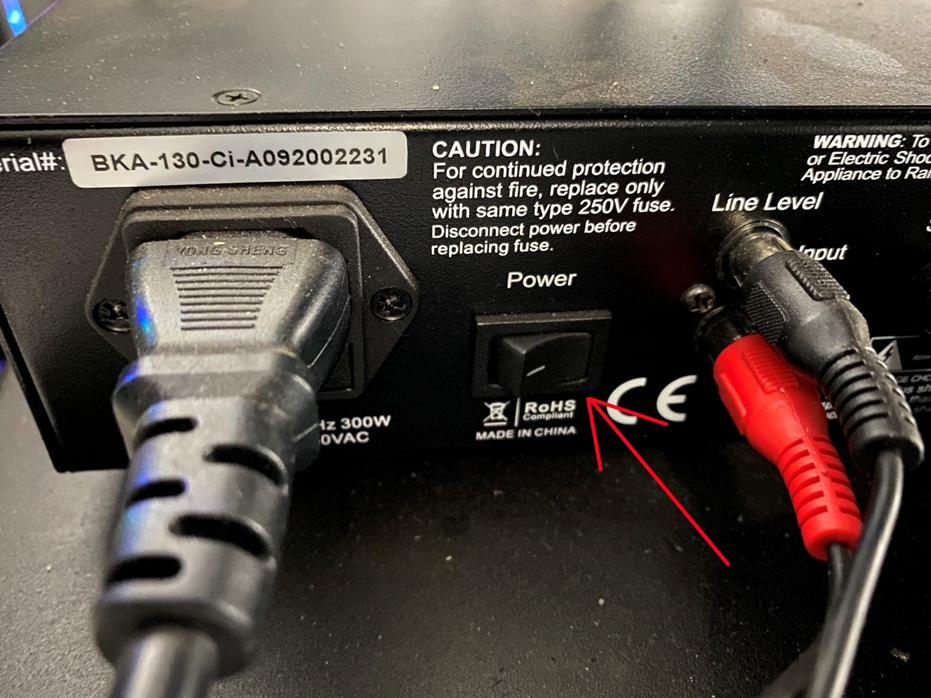 erial#:
BKA-130-Ci-A092002231
YONG SHENG
CAUTION:
For continued protection
against fire, replace only
with same type 250V fuse.
Disconnect power before
replacing fuse.
WARNING: To
or Electric Shoc
Appliance to Rai
Line Level
Input
Power
Hz 300W
0VAC
RoHS
Compliant
MADE IN CHINA
CE